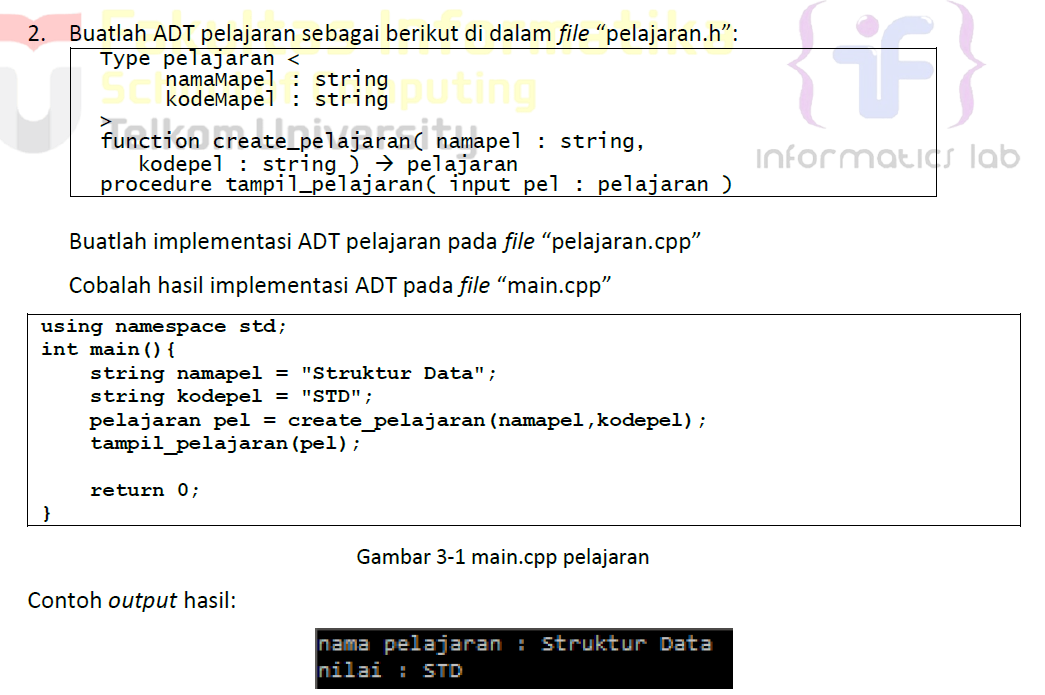 Fakultas Informatika
School of Computing
Telkom University
informatics lab
2. Buatlah ADT pelajaran sebagai berikut di dalam file “pelajaran.h”:
Type pelajaran <
namaMapel : string
kodeMapel : string
>
function create_pelajaran( namapel : string,
kodepel : string ) → pelajaran
procedure tampil_pelajaran( input pel : pelajaran )
Buatlah implementasi ADT pelajaran pada file “pelajaran.cpp”
Cobalah hasil implementasi ADT pada file “main.cpp”
using namespace std;
int main(){
string namapel = "Struktur Data";
string kodepel = "STD";
pelajaran pel = create_pelajaran(namapel,kodepel);
tampil_pelajaran(pel);
return 0;
}
Gambar 3-1 main.cpp pelajaran
Contoh output hasil:
nama pelajaran : Struktur Data
nilai : STD